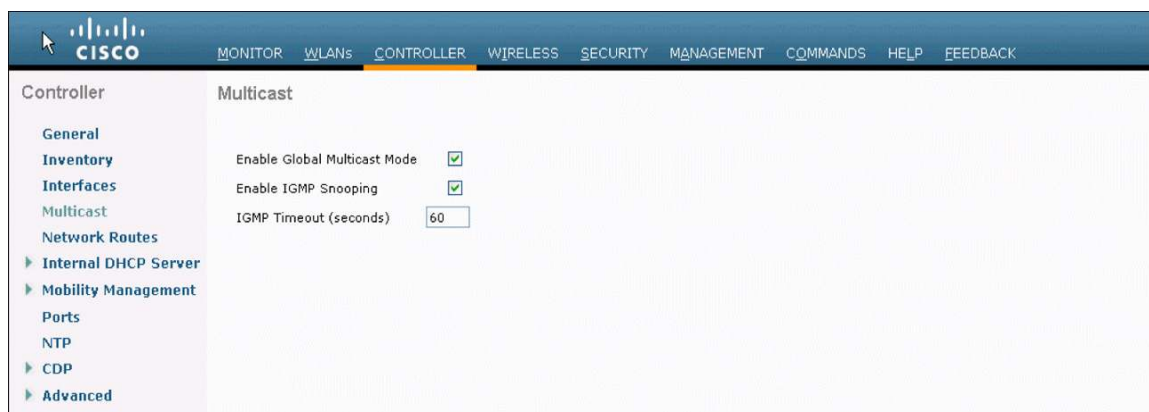 CISCO
MONITOR WLANs CONTROLLER WIRELESS SECURITY MANAGEMENT COMMANDS HELP FEEDBACK
Controller
General
Inventory
Interfaces
Multicast
Network Routes
Internal DHCP Server
Mobility Management
Ports
NTP
CDP
Advanced
Multicast
Enable Global Multicast Mode
Enable IGMP Snooping
IGMP Timeout (seconds) 60